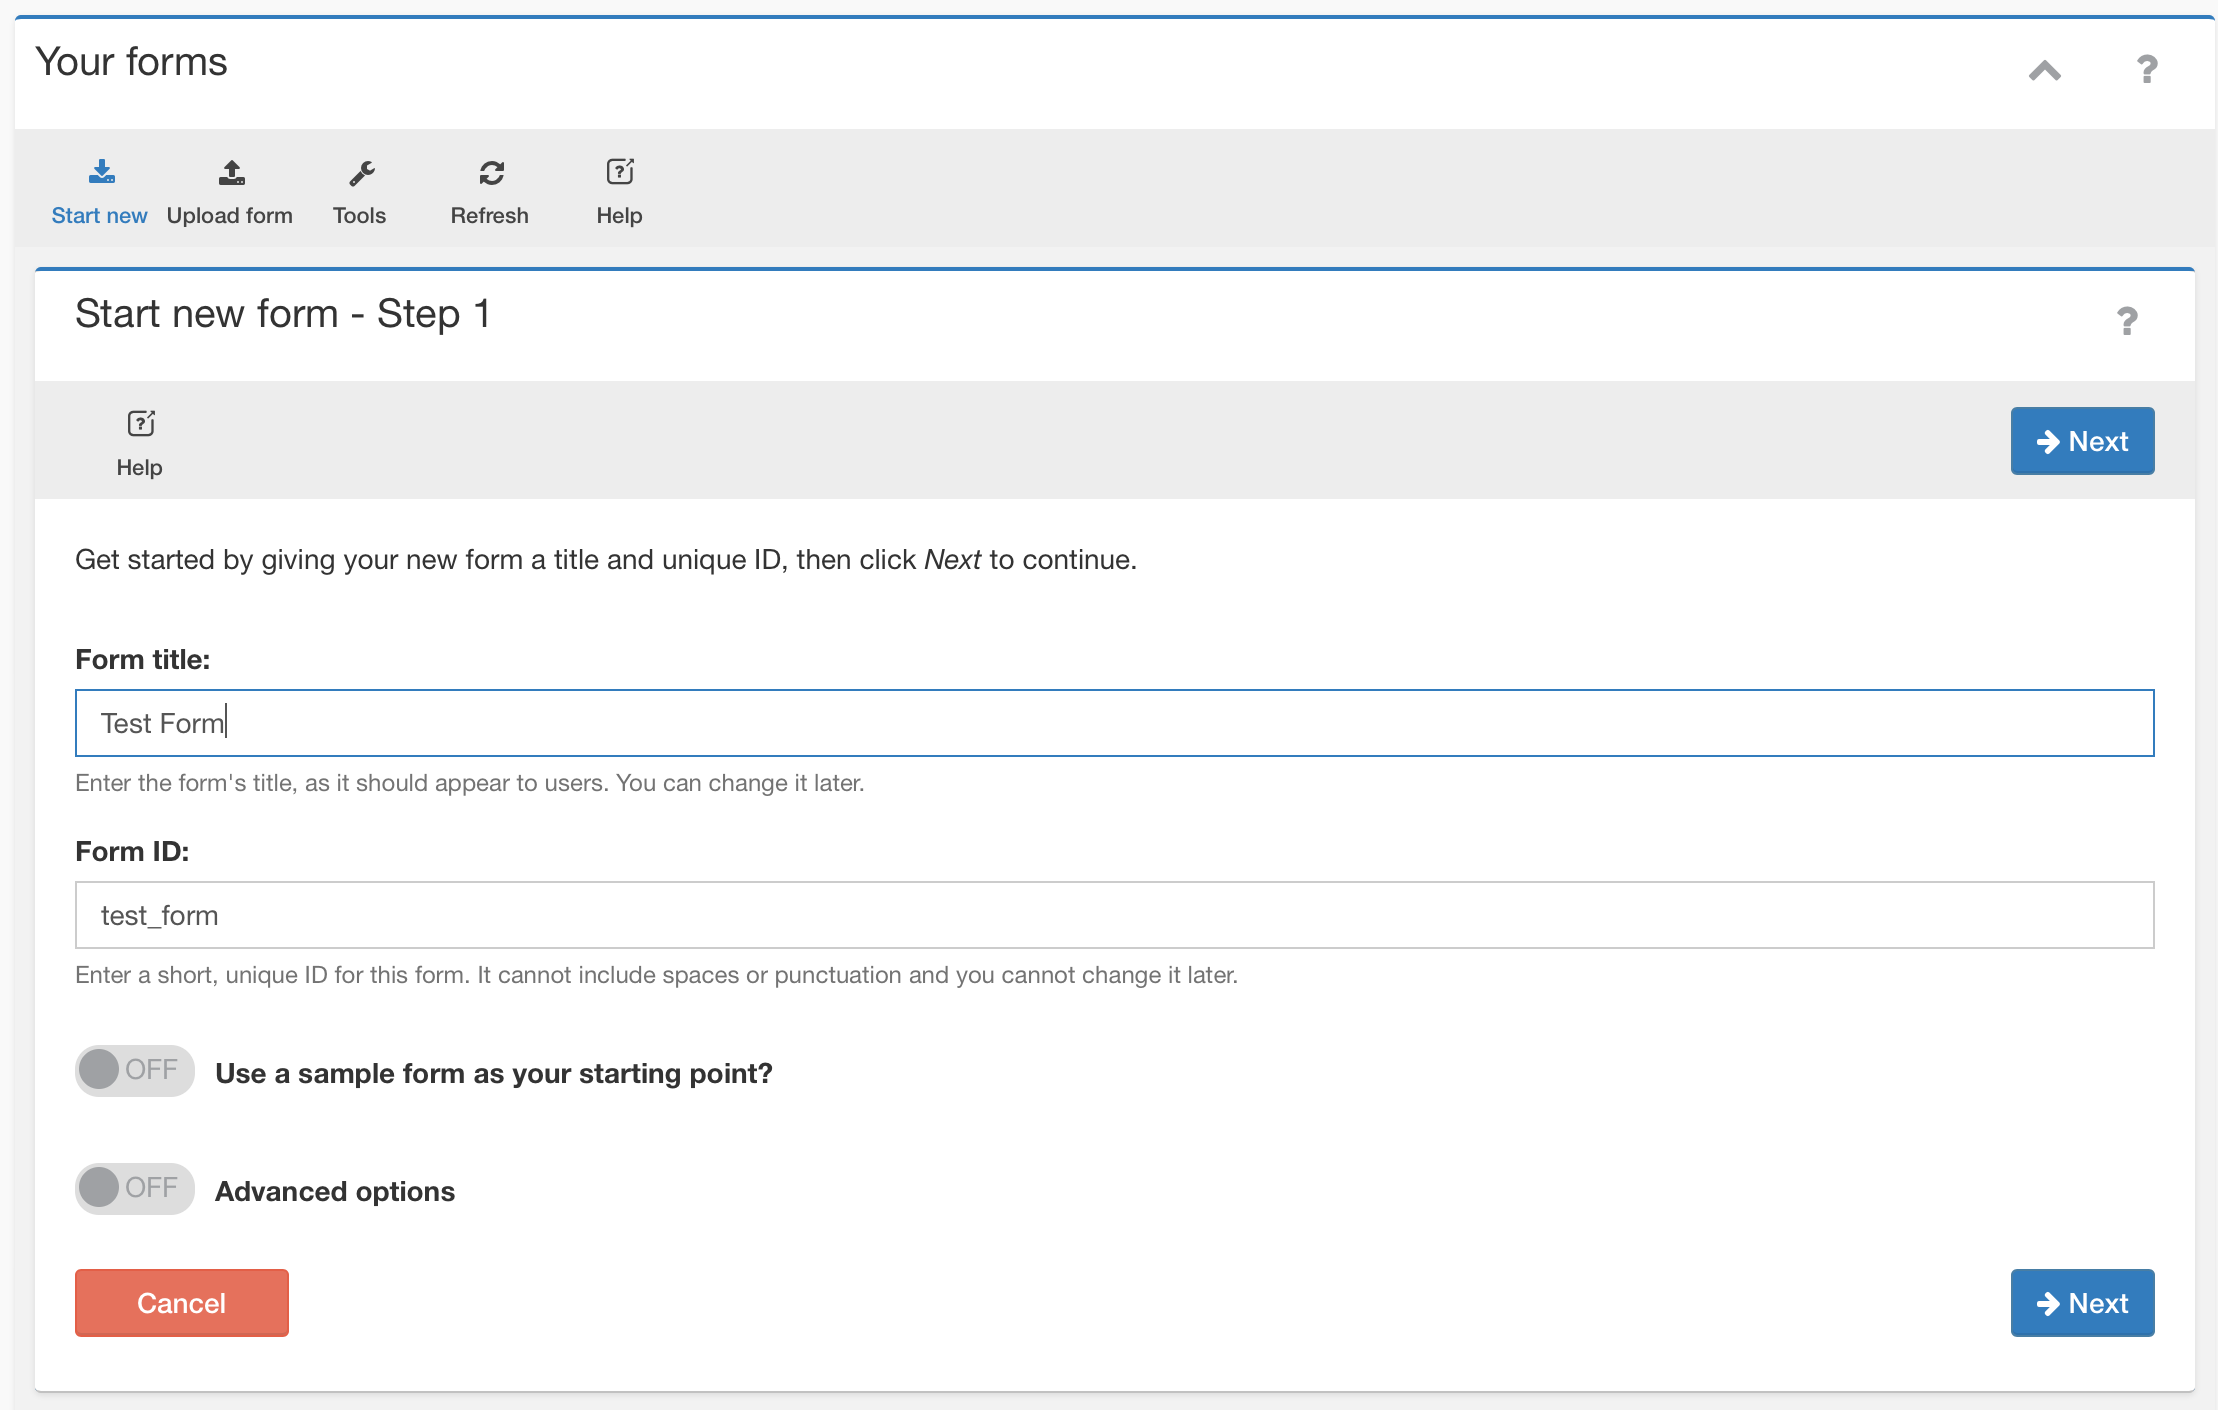 Your forms
?
Start new
Upload form
Tools
Refresh
Help
Start new form - Step 1
?
Help
Next
Get started by giving your new form a title and unique ID, then click Next to continue.
Form title:
Test Form
Enter the form's title, as it should appear to users. You can change it later.
Form ID:
test_form
Enter a short, unique ID for this form. It cannot include spaces or punctuation and you cannot change it later.
OFF Use a sample form as your starting point?
OFF Advanced options
Cancel
Next